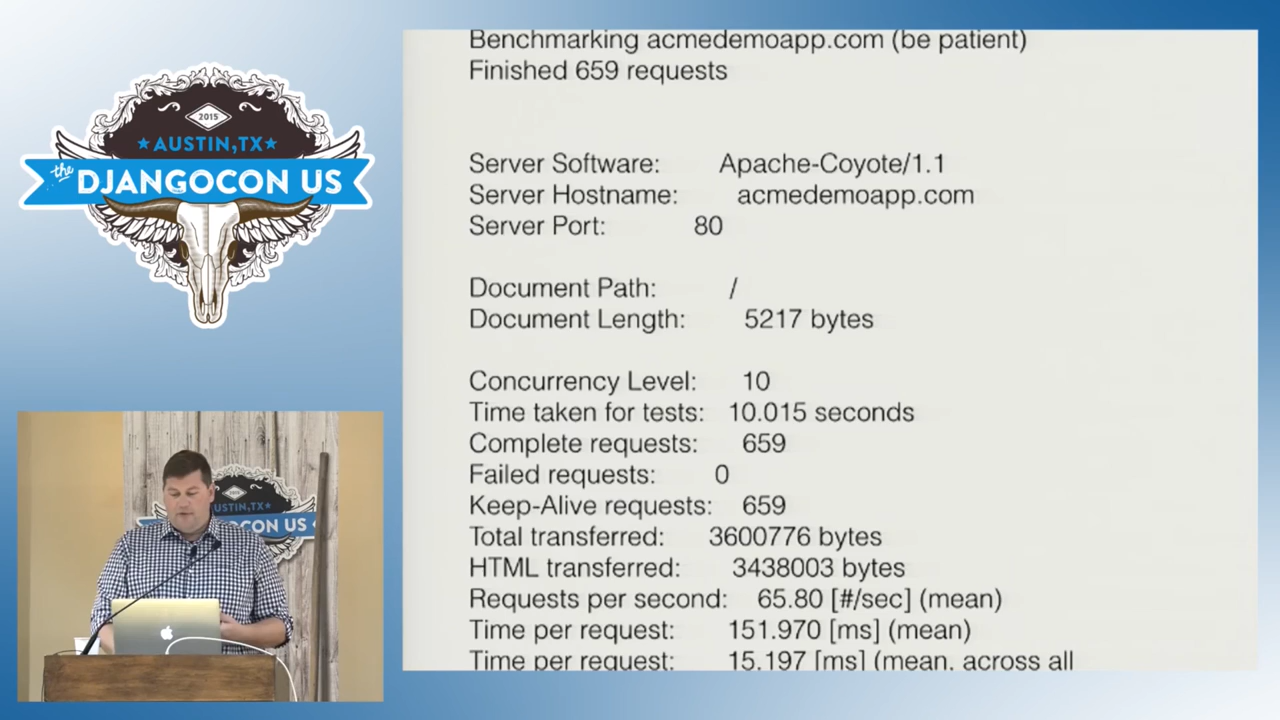 2015
AUSTIN, TX
the
DJANGOCON US
Benchmarking acmedemoapp.com (be patient)
Finished 659 requests
Server Software: Apache-Coyote/1.1
Server Hostname: acmedemoapp.com
Server Port: 80
Document Path: /
Document Length: 5217 bytes
Concurrency Level: 10
Time taken for tests: 10.015 seconds
Complete requests: 659
Failed requests: 0
Keep-Alive requests: 659
Total transferred: 3600776 bytes
HTML transferred: 3438003 bytes
Requests per second: 65.80 [#/sec] (mean)
Time per request: 151.970 [ms] (mean)
Time per request: 15.197 [ms] (mean, across all
USTIN,TX
OCON US